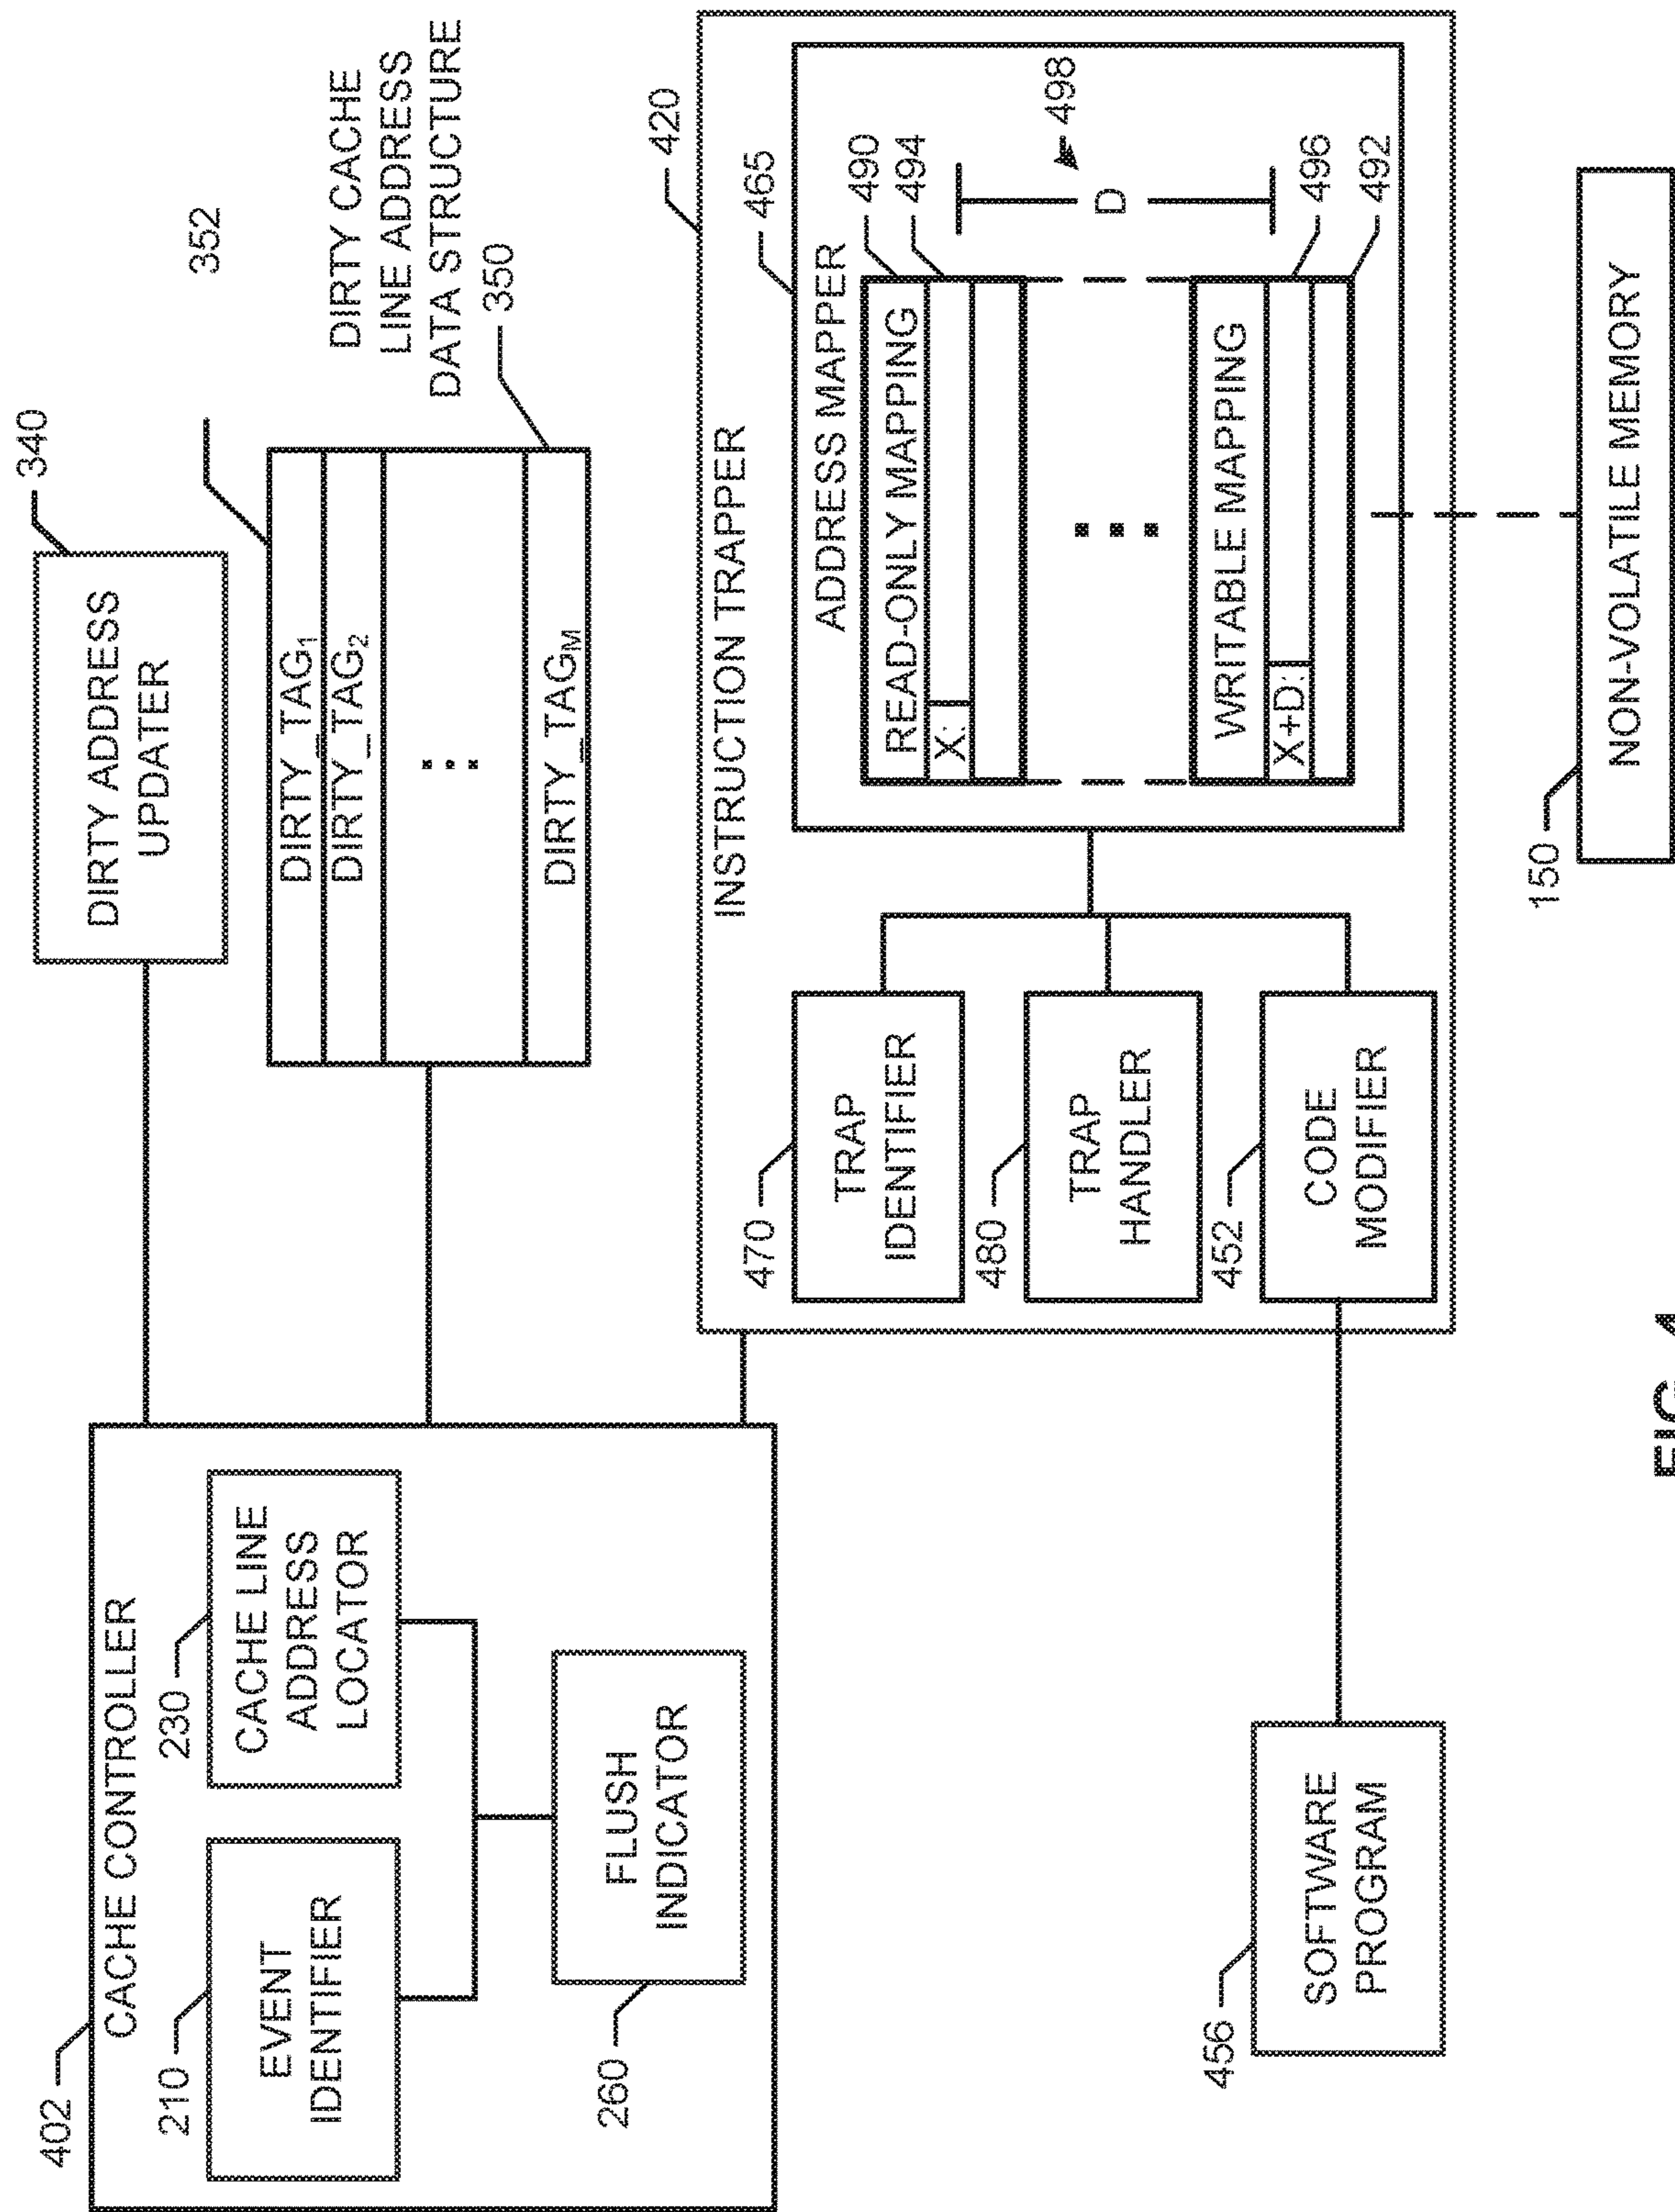 402
CACHE CONTROLLER
210
EVENT
IDENTIFIER
230
CACHE LINE
ADDRESS
LOCATOR
260
FLUSH
INDICATOR
340
DIRTY ADDRESS
UPDATER
352
DIRTY_TAG1
DIRTY_TAG2
...
DIRTY_TAGM
DIRTY CACHE
LINE ADDRESS
DATA STRUCTURE
350
420
INSTRUCTION TRAPPER
470
TRAP
IDENTIFIER
480
TRAP
HANDLER
452
CODE
MODIFIER
465
ADDRESS MAPPER
490
READ-ONLY MAPPING
494
X:
...
WRITABLE MAPPING
X+D:
496
492
D
498
456
SOFTWARE
PROGRAM
150
NON-VOLATILE MEMORY